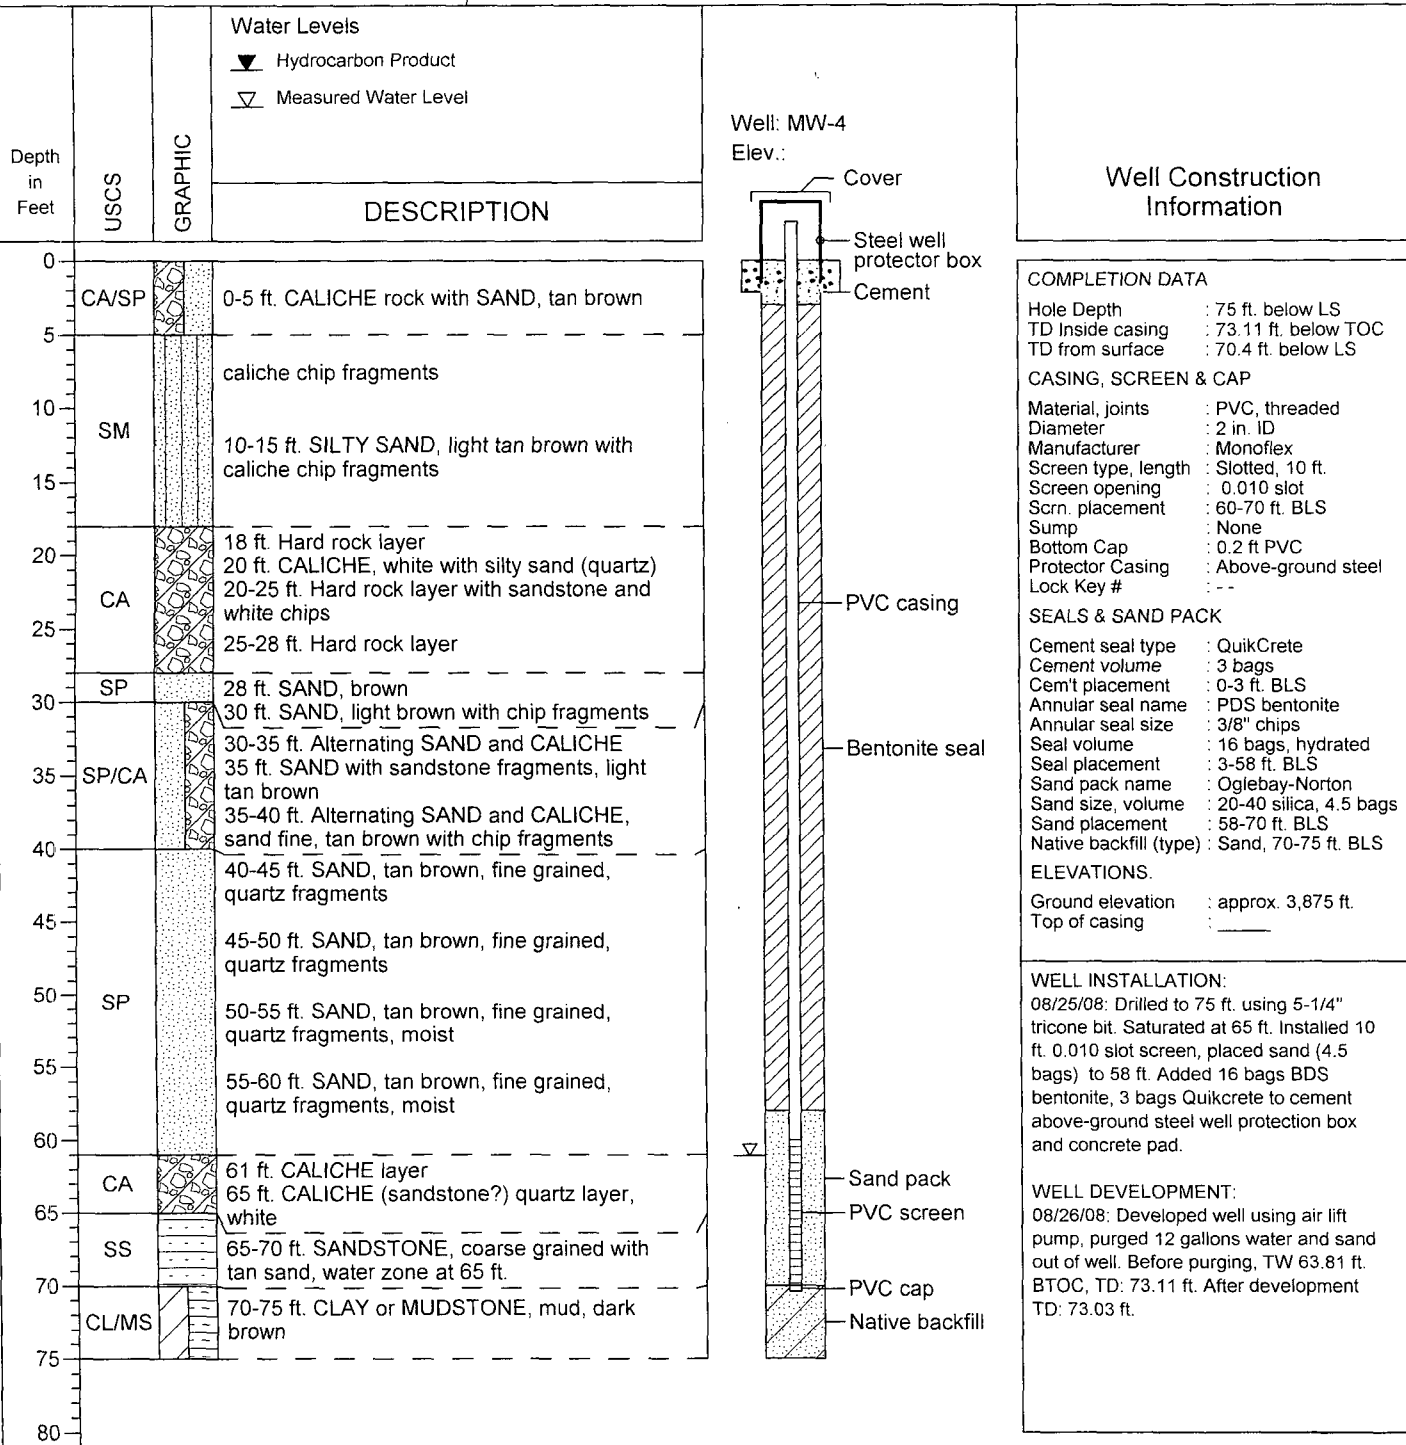 Water Levels
Hydrocarbon Product
Measured Water Level
Depth
in
Feet
USCS
GRAPHIC
DESCRIPTION
Well: MW-4
Elev.:
Cover
Steel well
protector box
Cement
PVC casing
Bentonite seal
Sand pack
PVC screen
PVC cap
Native backfill
0
5
10
15
20
25
30
35
40
45
50
55
60
65
70
75
80
CA/SP
SM
CA
SP
SP/CA
SP
CA
SS
CL/MS
0-5 ft. CALICHE rock with SAND, tan brown
caliche chip fragments
10-15 ft. SILTY SAND, light tan brown with
caliche chip fragments
18 ft. Hard rock layer
20 ft. CALICHE, white with silty sand (quartz)
20-25 ft. Hard rock layer with sandstone and
white chips
25-28 ft. Hard rock layer
28 ft. SAND, brown
30 ft. SAND, light brown with chip fragments
30-35 ft. Alternating SAND and CALICHE
35 ft. SAND with sandstone fragments, light
tan brown
35-40 ft. Alternating SAND and CALICHE,
sand fine, tan brown with chip fragments
40-45 ft. SAND, tan brown, fine grained,
quartz fragments
45-50 ft. SAND, tan brown, fine grained,
quartz fragments
50-55 ft. SAND, tan brown, fine grained,
quartz fragments, moist
55-60 ft. SAND, tan brown, fine grained,
quartz fragments, moist
61 ft. CALICHE layer
65 ft. CALICHE (sandstone?) quartz layer,
white
65-70 ft. SANDSTONE, coarse grained with
tan sand, water zone at 65 ft.
70-75 ft. CLAY or MUDSTONE, mud, dark
brown
Well Construction
Information
COMPLETION DATA
Hole Depth : 75 ft. below LS
TD Inside casing : 73.11 ft. below TOC
TD from surface : 70.4 ft. below LS
CASING, SCREEN & CAP
Material, joints : PVC, threaded
Diameter : 2 in. ID
Manufacturer : Monoflex
Screen type, length : Slotted, 10 ft.
Screen opening : 0.010 slot
Scrn. placement : 60-70 ft. BLS
Sump : None
Bottom Cap : 0.2 ft PVC
Protector Casing : Above-ground steel
Lock Key # : - -
SEALS & SAND PACK
Cement seal type : QuikCrete
Cement volume : 3 bags
Cem't placement : 0-3 ft. BLS
Annular seal name : PDS bentonite
Annular seal size : 3/8" chips
Seal volume : 16 bags, hydrated
Seal placement : 3-58 ft. BLS
Sand pack name : Oglebay-Norton
Sand size, volume : 20-40 silica, 4.5 bags
Sand placement : 58-70 ft. BLS
Native backfill (type) : Sand, 70-75 ft. BLS
ELEVATIONS.
Ground elevation : approx. 3,875 ft.
Top of casing : _____
WELL INSTALLATION:
08/25/08: Drilled to 75 ft. using 5-1/4"
tricone bit. Saturated at 65 ft. Installed 10
ft. 0.010 slot screen, placed sand (4.5
bags) to 58 ft. Added 16 bags BDS
bentonite, 3 bags Quikcrete to cement
above-ground steel well protection box
and concrete pad.
WELL DEVELOPMENT:
08/26/08: Developed well using air lift
pump, purged 12 gallons water and sand
out of well. Before purging, TW 63.81 ft.
BTOC, TD: 73.11 ft. After development
TD: 73.03 ft.